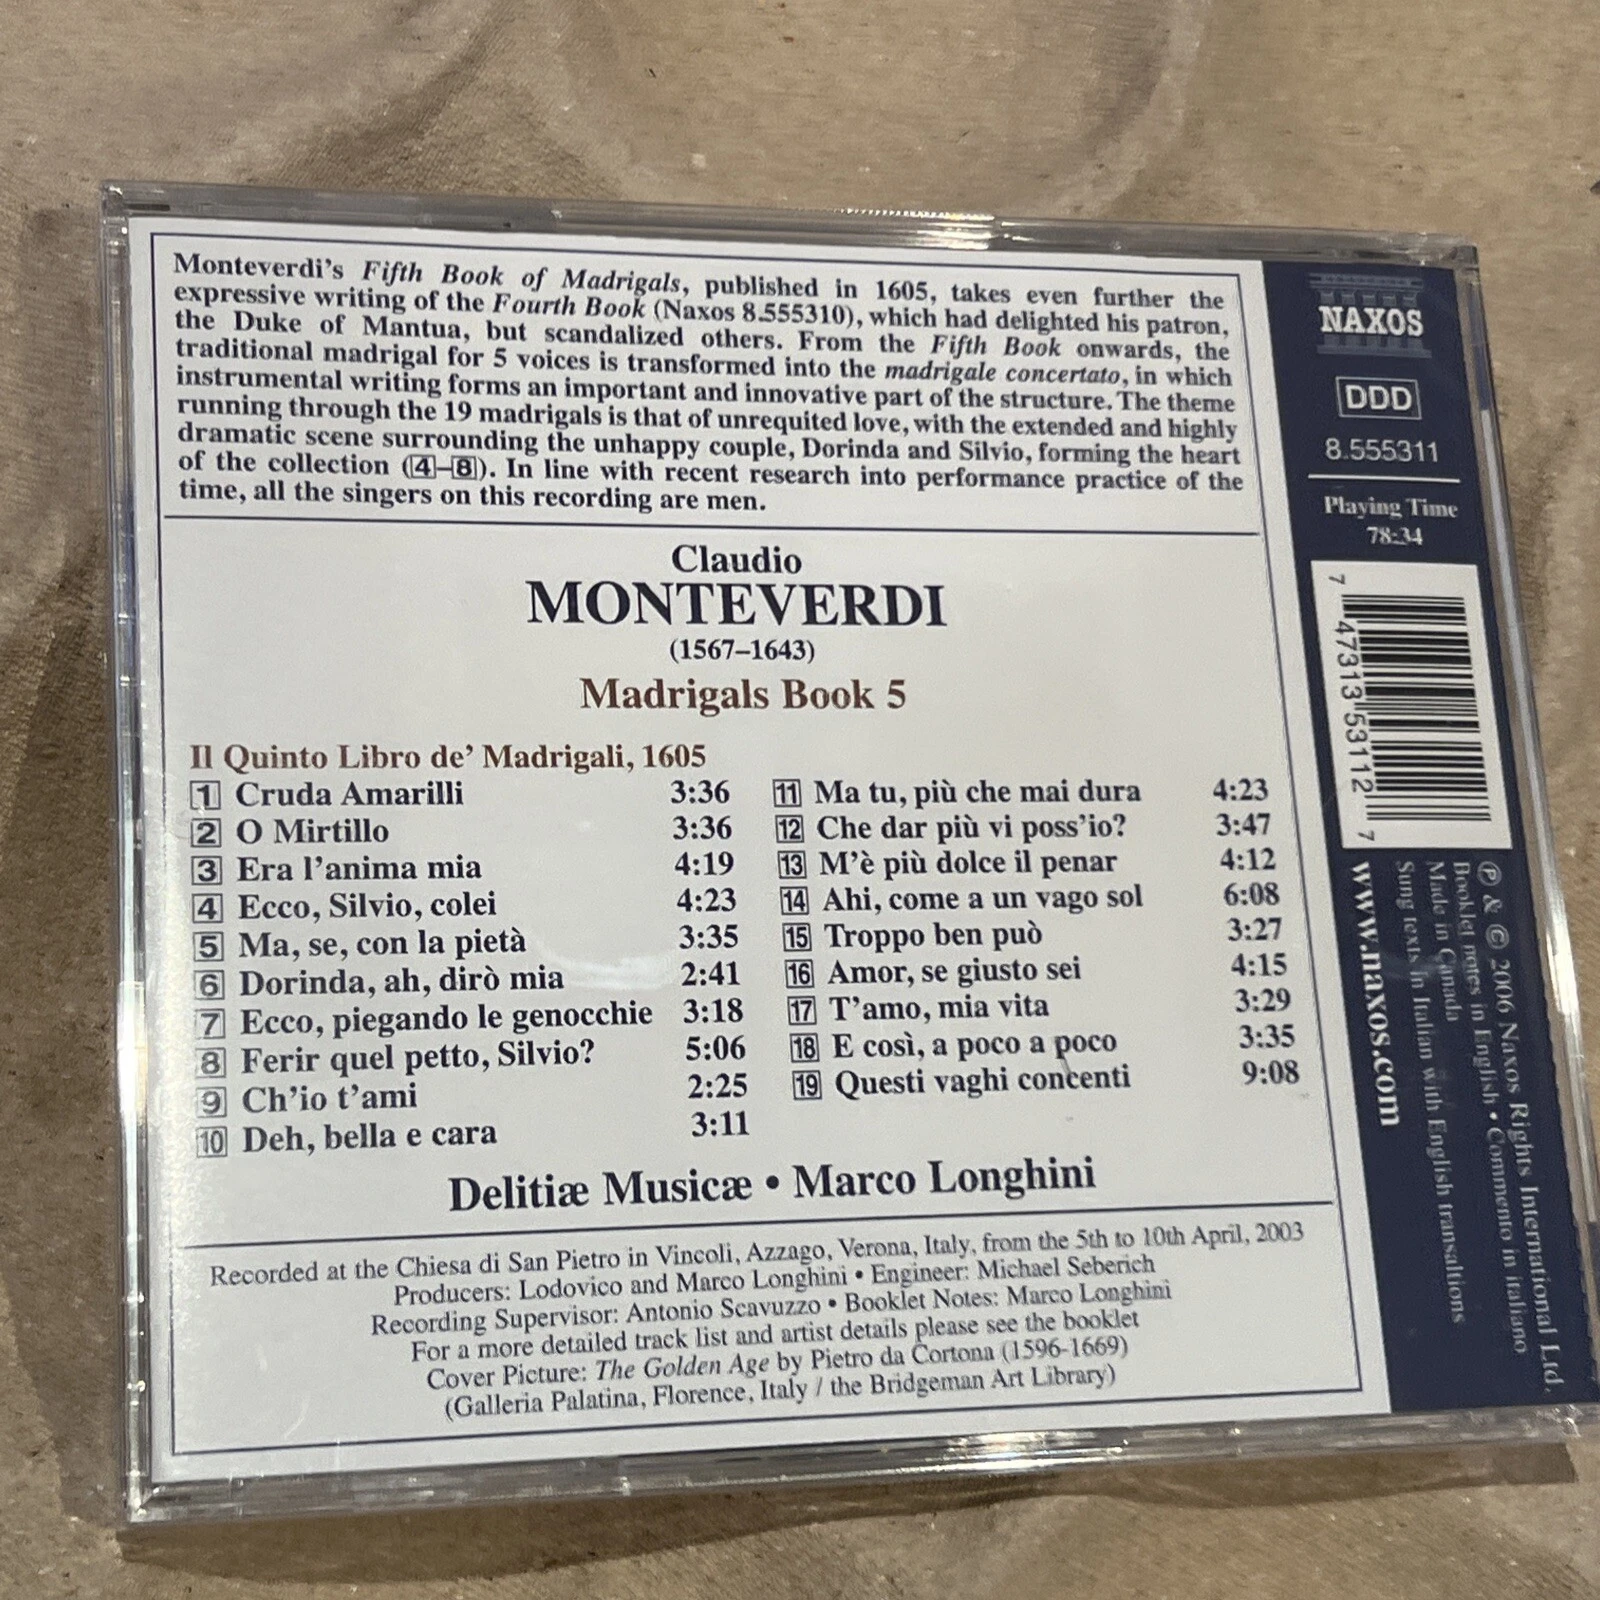 Monteverdi's Fifth Book of Madrigals, published in 1605, takes even further the
expressive writing of the Fourth Book (Naxos 8.555310), which had delighted his patron,
the Duke of Mantua, but scandalized others. From the Fifth Book onwards, the
traditional madrigal for 5 voices is transformed into the madrigale concertato, in which
instrumental writing forms an important and innovative part of the structure. The theme
running through the 19 madrigals is that of unrequited love, with the extended and highly
dramatic scene surrounding the unhappy couple, Dorinda and Silvio, forming the heart
of the collection (4–8). In line with recent research into performance practice of the
time, all the singers on this recording are men.
Claudio
MONTEVERDI
(1567–1643)
Madrigals Book 5
Il Quinto Libro de' Madrigali, 1605
1 Cruda Amarilli 3:36
2 O Mirtillo 3:36
3 Era l'anima mia 4:19
4 Ecco, Silvio, colei 4:23
5 Ma, se, con la pietà 3:35
6 Dorinda, ah, dirò mia 2:41
7 Ecco, piegando le genocchie 3:18
8 Ferir quel petto, Silvio? 5:06
9 Ch'io t'ami 2:25
10 Deh, bella e cara 3:11
11 Ma tu, più che mai dura 4:23
12 Che dar più vi poss'io? 3:47
13 M'è più dolce il penar 4:12
14 Ahi, come a un vago sol 6:08
15 Troppo ben può 3:27
16 Amor, se giusto sei 4:15
17 T'amo, mia vita 3:29
18 E così, a poco a poco 3:35
19 Questi vaghi concenti 9:08
Delitiæ Musicæ • Marco Longhini
Recorded at the Chiesa di San Pietro in Vincoli, Azzago, Verona, Italy, from the 5th to 10th April, 2003
Producers: Lodovico and Marco Longhini • Engineer: Michael Seberich
Recording Supervisor: Antonio Scavuzzo • Booklet Notes: Marco Longhini
For a more detailed track list and artist details please see the booklet
Cover Picture: The Golden Age by Pietro da Cortona (1596-1669)
(Galleria Palatina, Florence, Italy / the Bridgeman Art Library)
NAXOS
DDD
8.555311
Playing Time
78:34
7 47313 53112 7
℗ & © 2006 Naxos Rights International Ltd.
Booklet notes in English • Commento in italiano
Made in Canada
Sung texts in Italian with English transaltions
www.naxos.com